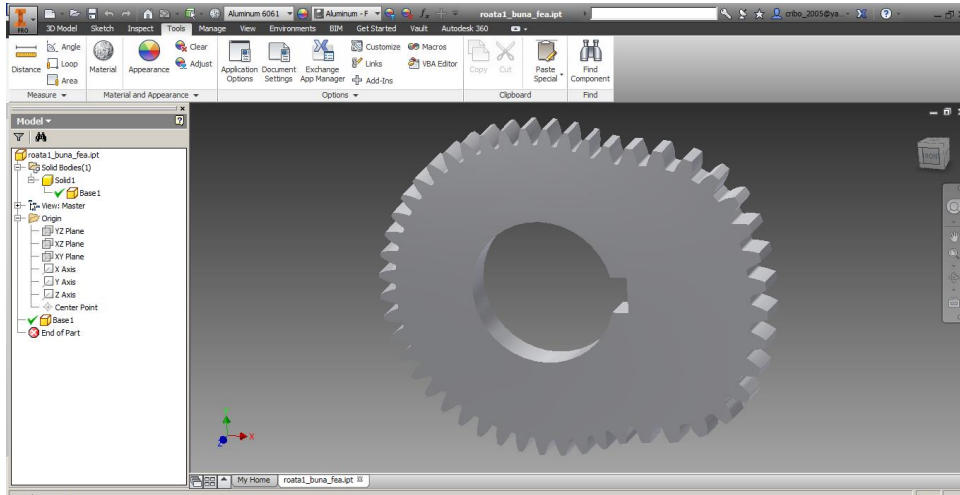 Aluminum 6061
Aluminum - F
roata1_buna_fea.ipt
cribo_2005@ya...
PRO
3D Model Sketch Inspect Tools Manage View Environments BIM Get Started Vault Autodesk 360
Distance
Angle
Loop
Area
Material
Appearance
Clear
Adjust
Application Options
Document Settings
Exchange App Manager
Customize
Links
Add-Ins
Macros
VBA Editor
Copy
Cut
Paste Special
Find Component
Measure
Material and Appearance
Options
Clipboard
Find
Model
roata1_buna_fea.ipt
Solid Bodies(1)
Solid1
Base1
View: Master
Origin
YZ Plane
XZ Plane
XY Plane
X Axis
Y Axis
Z Axis
Center Point
Base1
End of Part
X
My Home
roata1_buna_fea.ipt